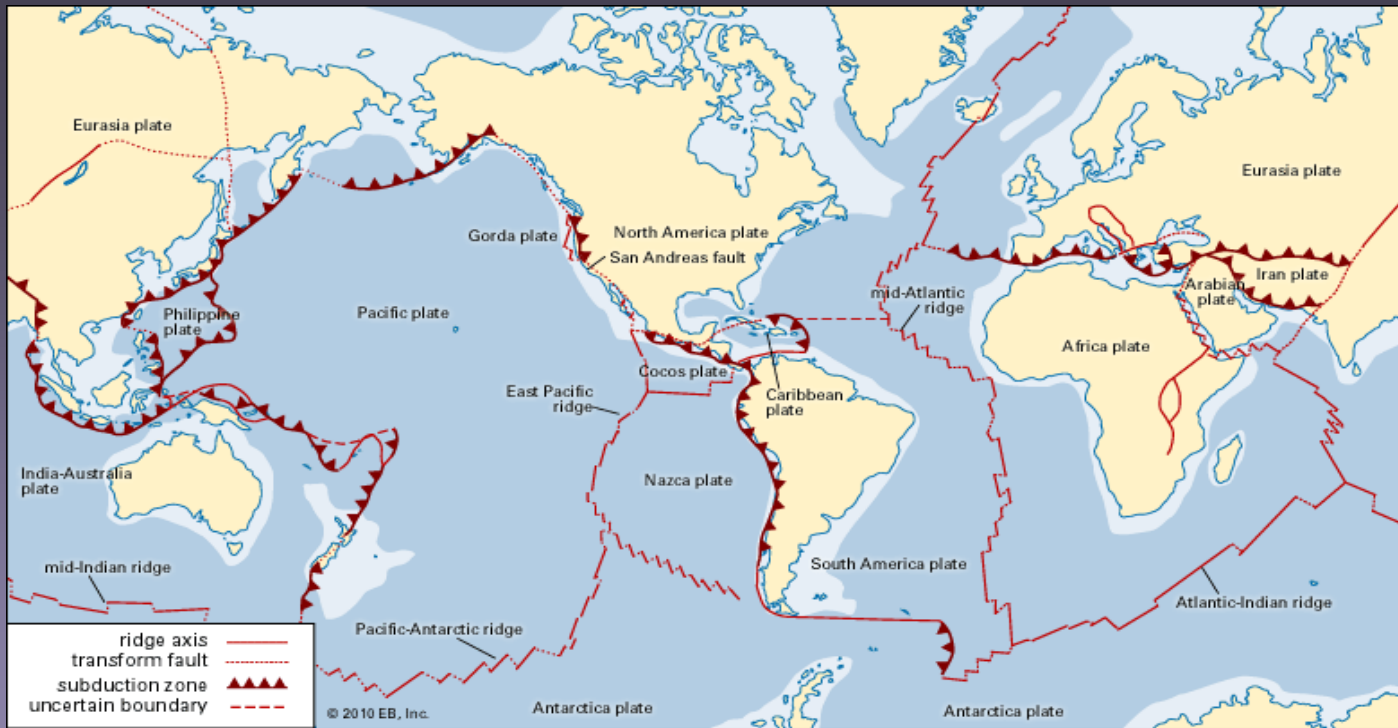 Eurasia plate
Eurasia plate
Gorda plate
North America plate
San Andreas fault
Iran plate
Arabian
plate
mid-Atlantic
ridge
Philippine
plate
Pacific plate
Africa plate
Cocos plate
East Pacific
ridge
Caribbean
plate
India-Australia
plate
Nazca plate
South America plate
mid-Indian ridge
Atlantic-Indian ridge
Pacific-Antarctic ridge
ridge axis
transform fault
subduction zone
uncertain boundary
© 2010 EB, Inc.
Antarctica plate
Antarctica plate